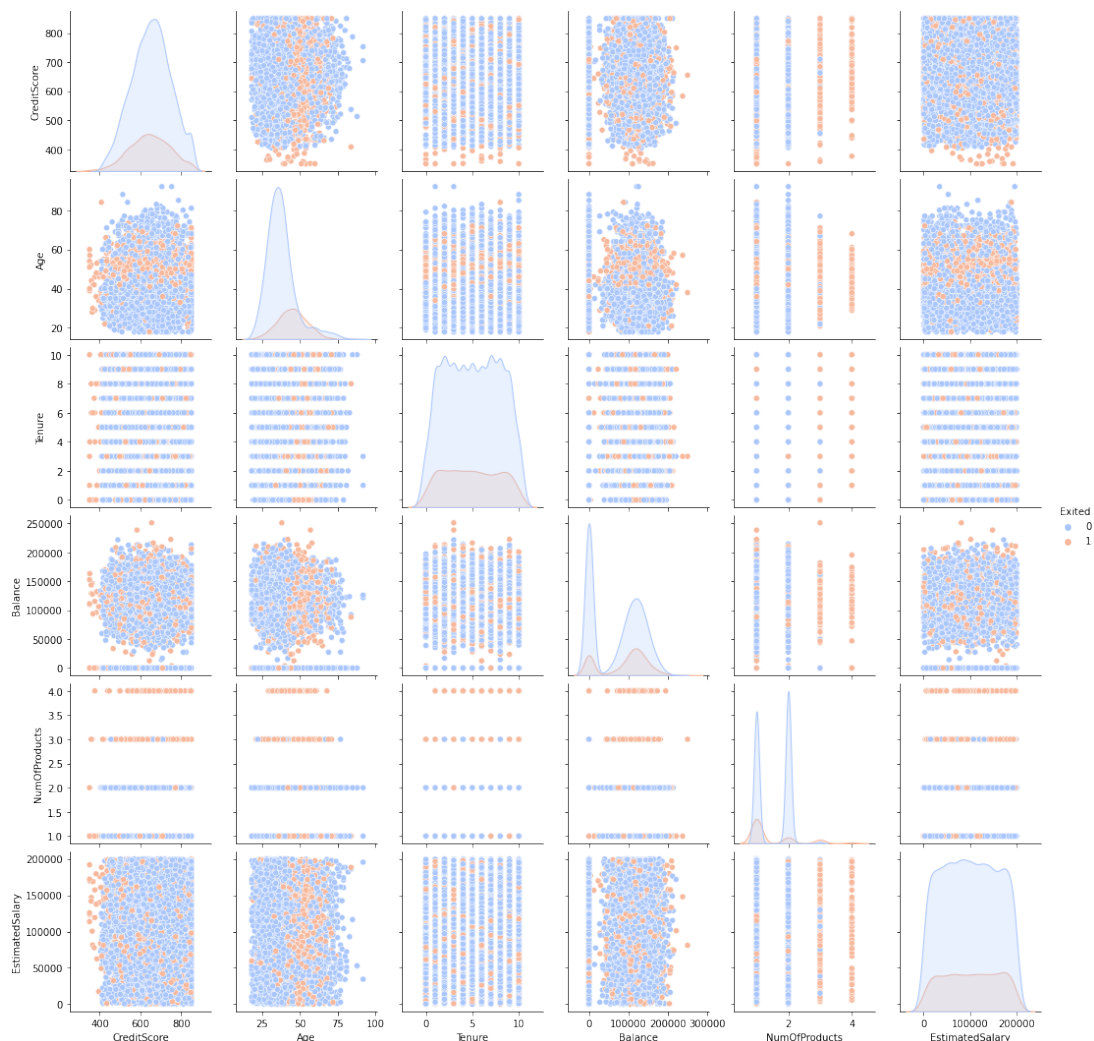 800
700
600
500
400
CreditScore
80
60
40
20
Age
10
8
6
4
2
0
Tenure
250000
200000
150000
100000
50000
0
Balance
Exited
0
1
4.0
3.5
3.0
2.5
2.0
1.5
1.0
NumOfProducts
200000
150000
100000
50000
0
EstimatedSalary
400 600 800
25 50 75 100
0 5 10
0 100000 200000 300000
2 4
0 100000 200000
CreditScore Age Tenure Balance NumOfProducts EstimatedSalary